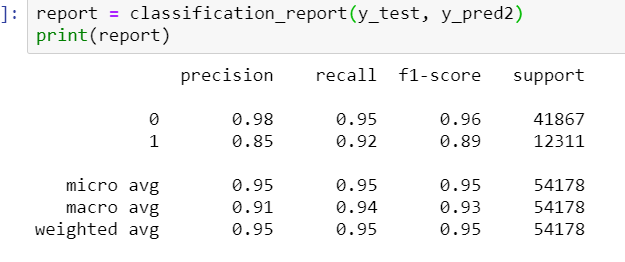 ]: report = classification_report(y_test, y_pred2)
print(report)
precision recall f1-score support
0 0.98 0.95 0.96 41867
1 0.85 0.92 0.89 12311
micro avg 0.95 0.95 0.95 54178
macro avg 0.91 0.94 0.93 54178
weighted avg 0.95 0.95 0.95 54178